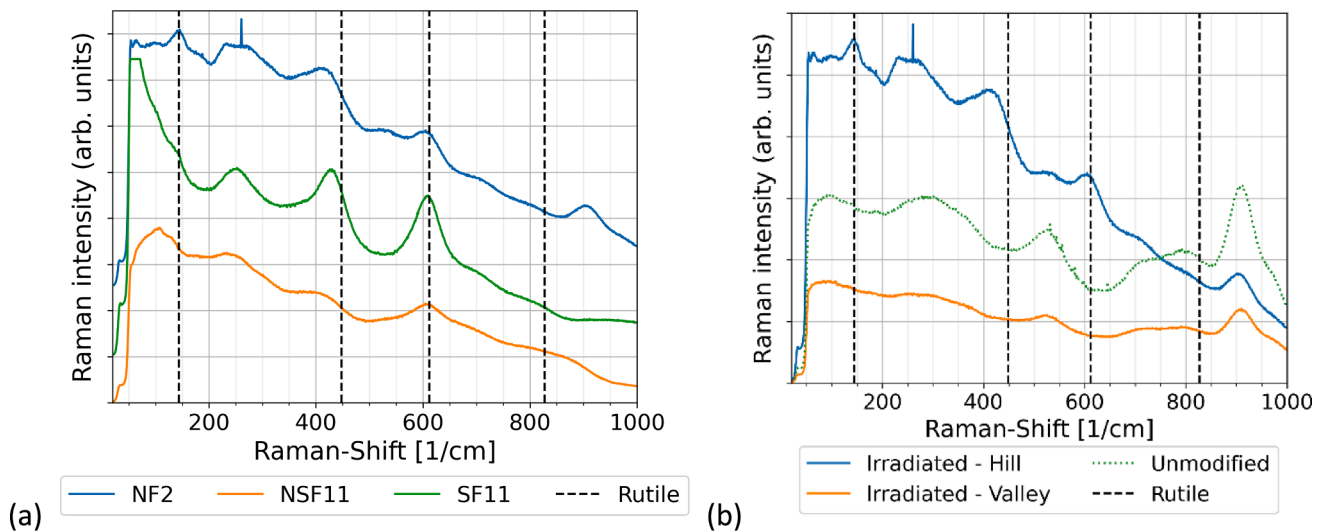 Raman intensity (arb. units)
200 400 600 800 1000
Raman-Shift [1/cm]
NF2 NSF11 SF11 Rutile
(a)
Raman intensity (arb. units)
200 400 600 800 1000
Raman-Shift [1/cm]
Irradiated - Hill Unmodified
Irradiated - Valley Rutile
(b)